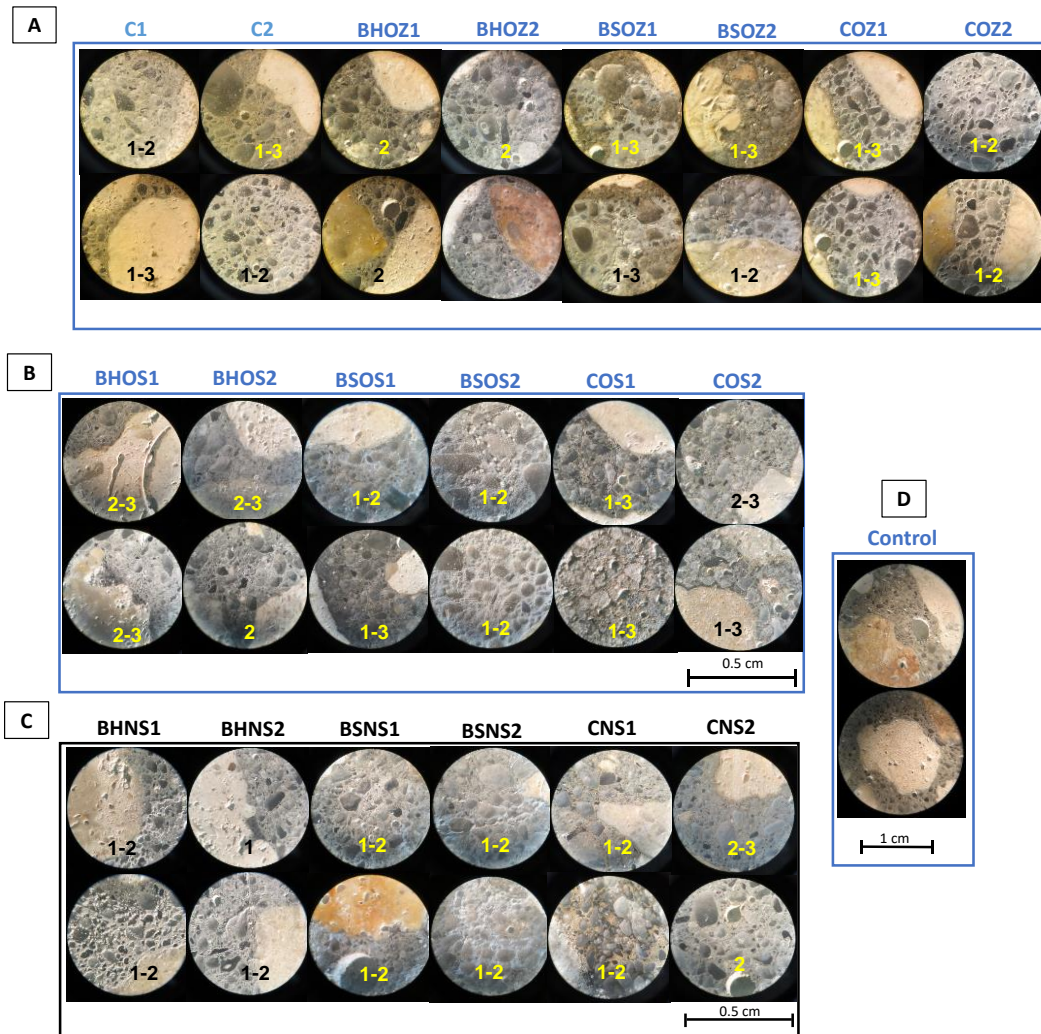 A
C1 C2 BHOZ1 BHOZ2 BSOZ1 BSOZ2 COZ1 COZ2
1-2 1-3 2 2 1-3 1-3 1-3 1-2
1-3 1-2 2 1-3 1-2 1-3 1-2
B
BHOS1 BHOS2 BSOS1 BSOS2 COS1 COS2
2-3 2-3 1-2 1-2 1-3 2-3
2-3 2 1-3 1-2 1-3 1-3
0.5 cm
D
Control
1 cm
C
BHNS1 BHNS2 BSNS1 BSNS2 CNS1 CNS2
1-2 1 1-2 1-2 1-2 2-3
1-2 1-2 1-2 1-2 1-2 2
0.5 cm